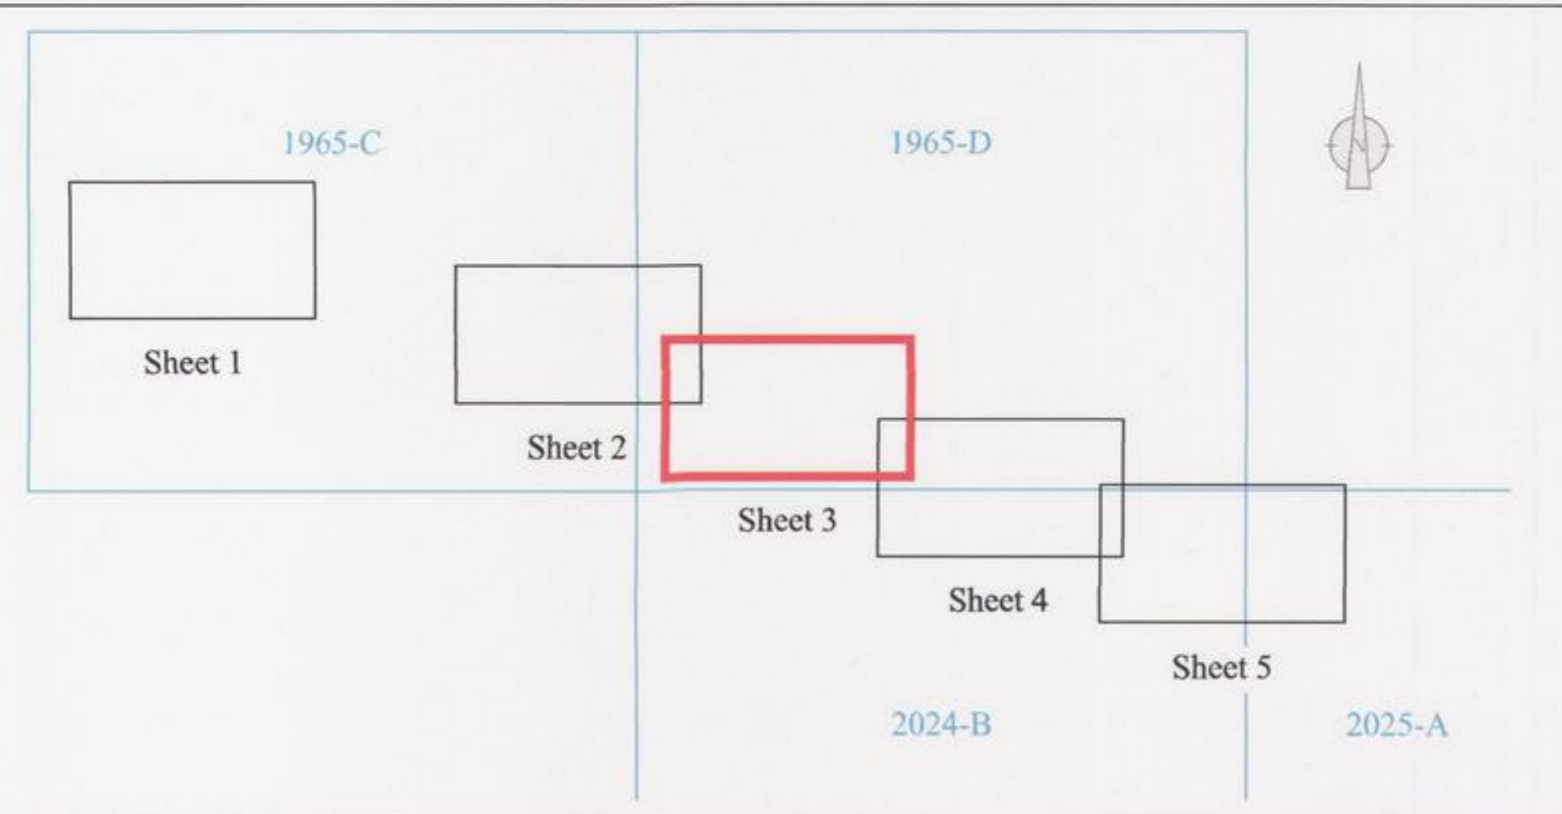 1965-C
1965-D
N
Sheet 1
Sheet 2
Sheet 3
Sheet 4
Sheet 5
2024-B
2025-A